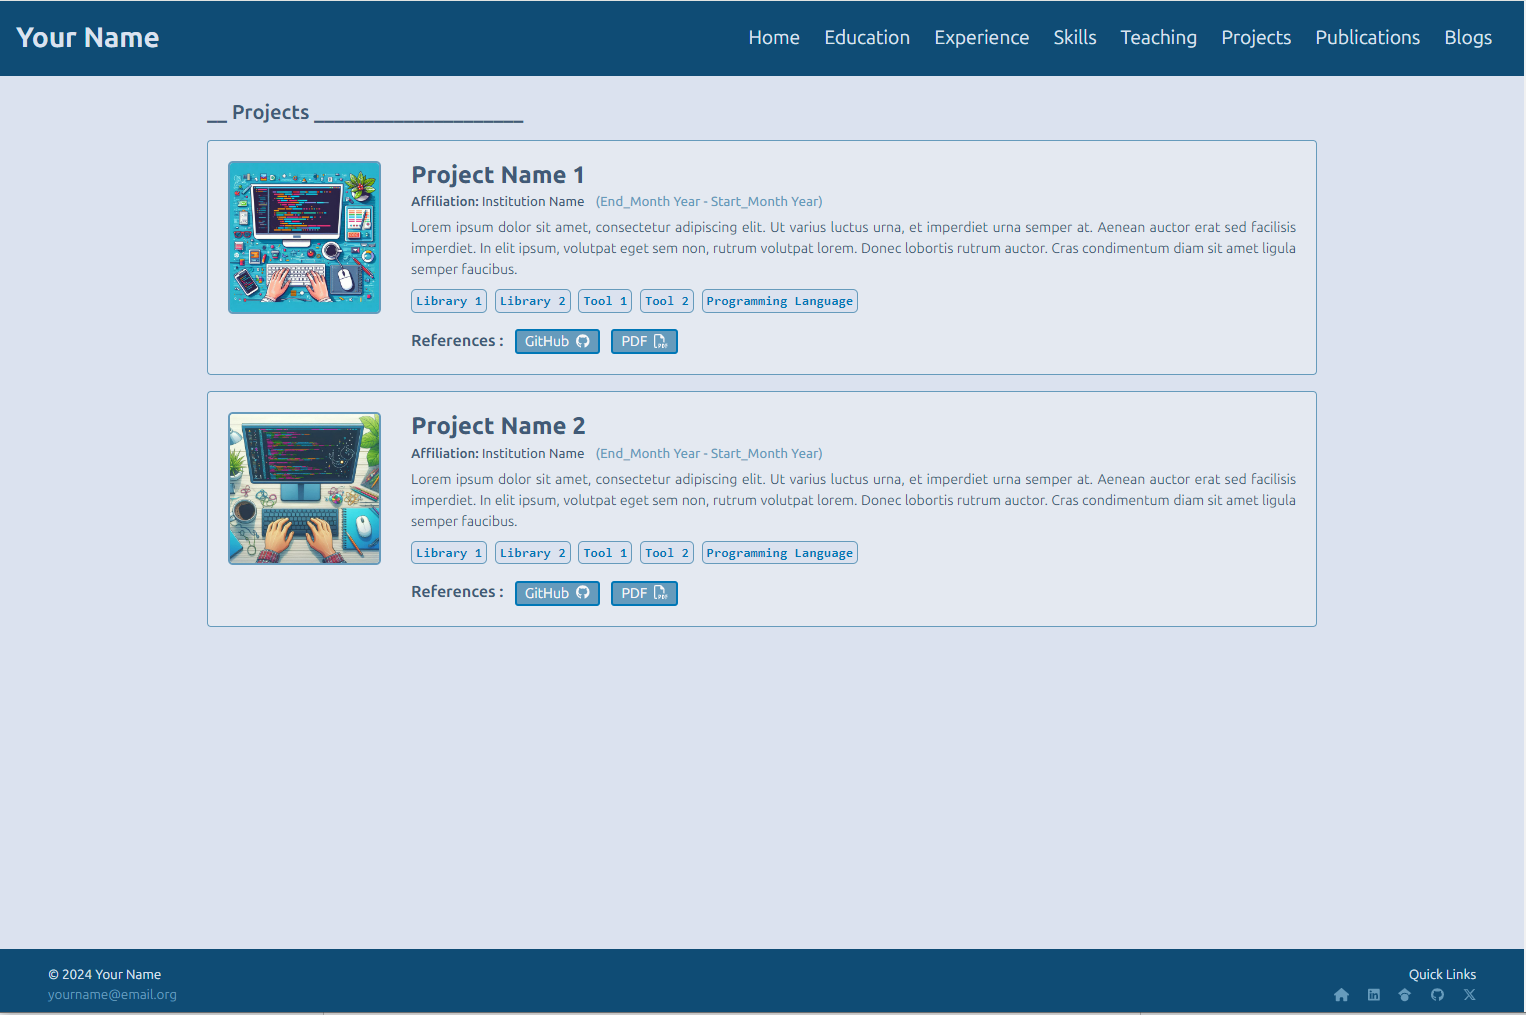 Your Name
Home Education Experience Skills Teaching Projects Publications Blogs
__ Projects _____________________
Project Name 1
Affiliation: Institution Name (End_Month Year - Start_Month Year)
Lorem ipsum dolor sit amet, consectetur adipiscing elit. Ut varius luctus urna, et imperdiet urna semper at. Aenean auctor erat sed facilisis
imperdiet. In elit ipsum, volutpat eget sem non, rutrum volutpat lorem. Donec lobortis rutrum auctor. Cras condimentum diam sit amet ligula
semper faucibus.
Library 1 Library 2 Tool 1 Tool 2 Programming Language
References : GitHub PDF
Project Name 2
Affiliation: Institution Name (End_Month Year - Start_Month Year)
Lorem ipsum dolor sit amet, consectetur adipiscing elit. Ut varius luctus urna, et imperdiet urna semper at. Aenean auctor erat sed facilisis
imperdiet. In elit ipsum, volutpat eget sem non, rutrum volutpat lorem. Donec lobortis rutrum auctor. Cras condimentum diam sit amet ligula
semper faucibus.
Library 1 Library 2 Tool 1 Tool 2 Programming Language
References : GitHub PDF
© 2024 Your Name
yourname@email.org
Quick Links